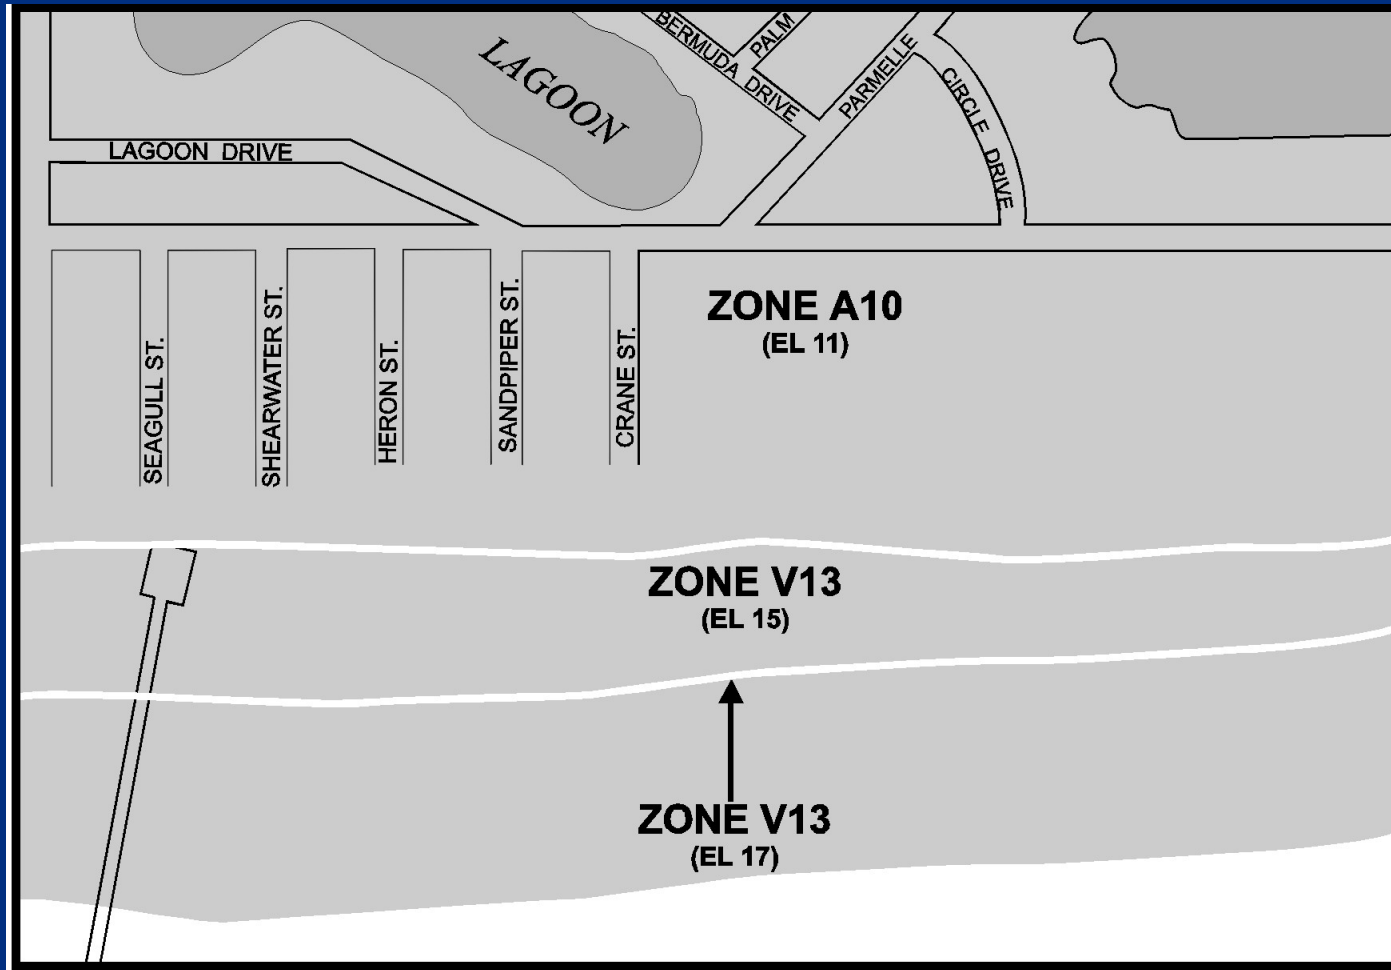 LAGOON
BERMUDA DRIVE
PALM
PARMELLE
CIRCLE DRIVE
LAGOON DRIVE
ZONE A10
(EL 11)
SEAGULL ST.
SHEARWATER ST.
HERON ST.
SANDPIPER ST.
CRANE ST.
ZONE V13
(EL 15)
ZONE V13
(EL 17)